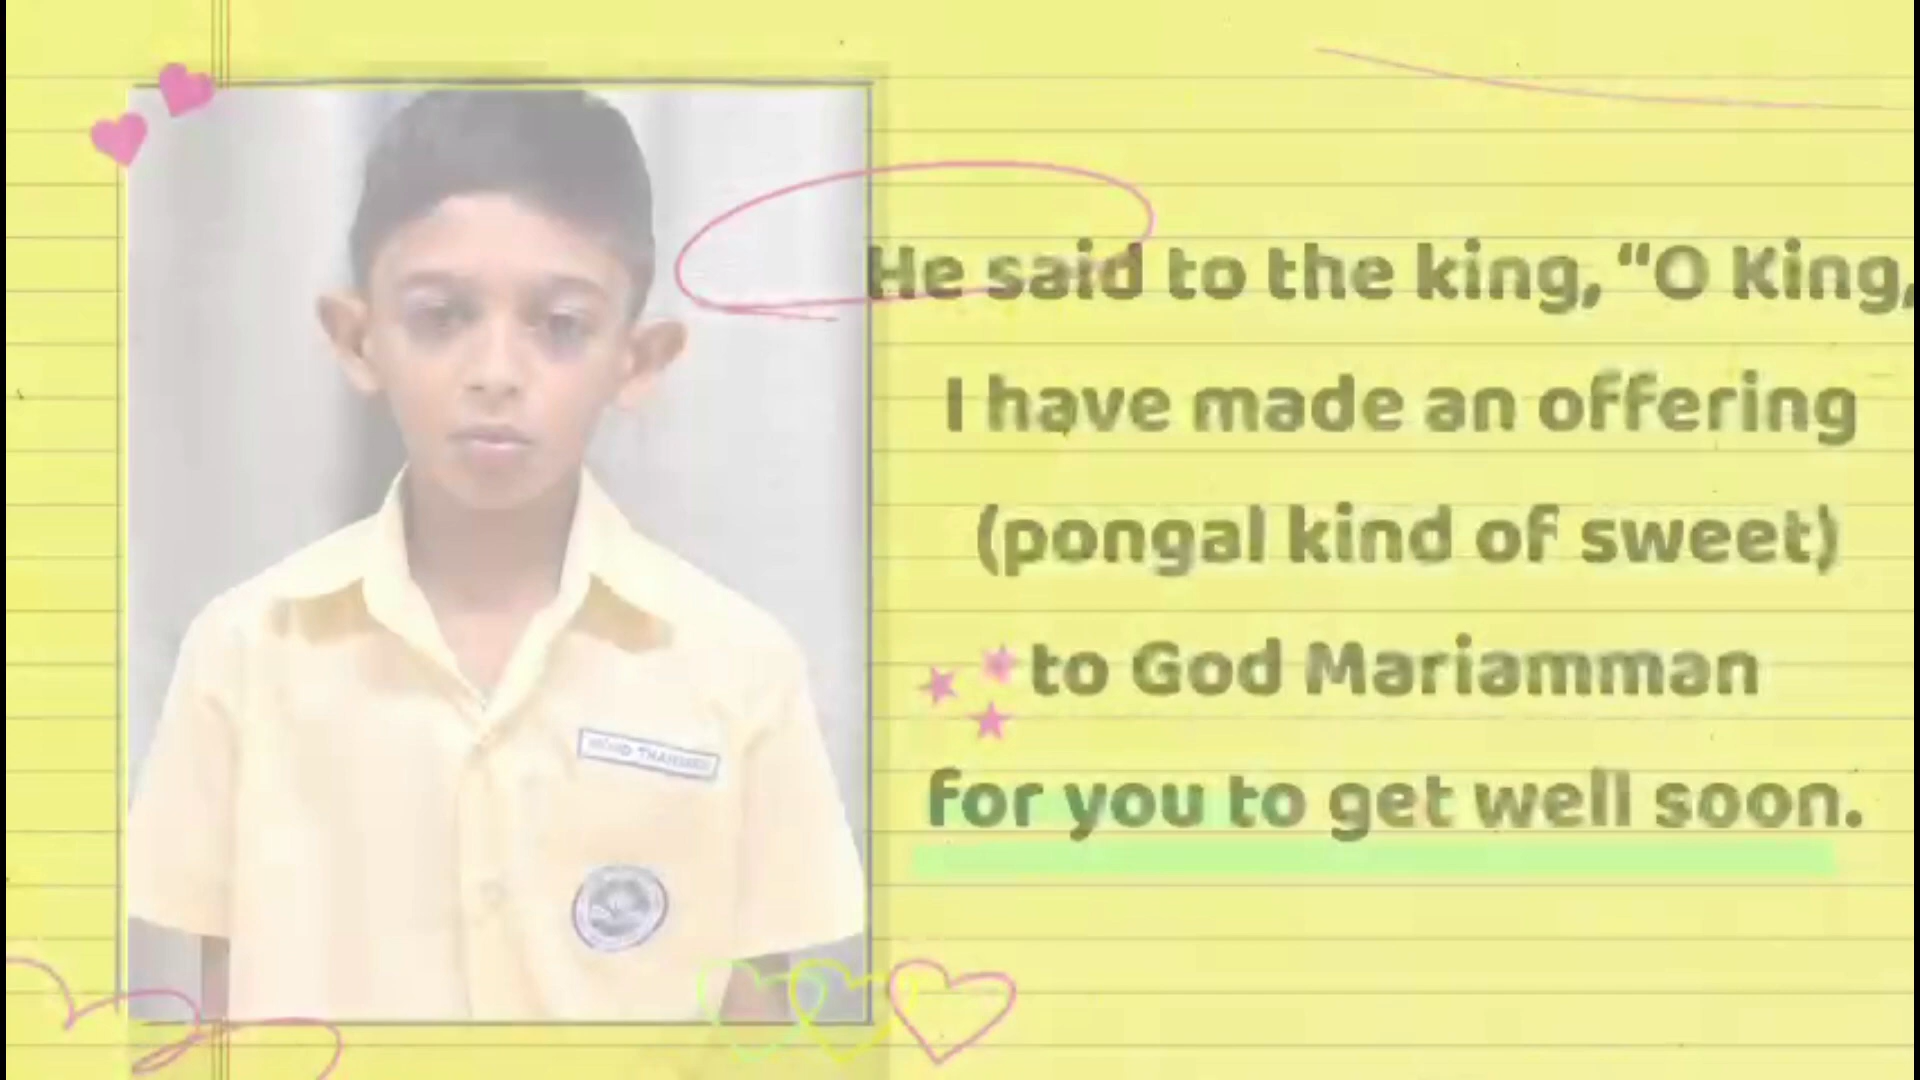 He said to the king, “O King,
I have made an offering
(pongal kind of sweet)
to God Mariamman
for you to get well soon.
MOHD